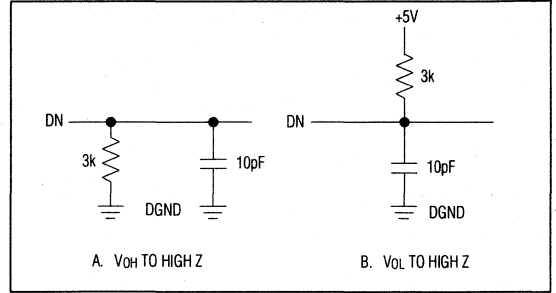 +5V
3k
DN
DN
3k
10pF
10pF
DGND
DGND
A. VOH TO HIGH Z
B. VOL TO HIGH Z